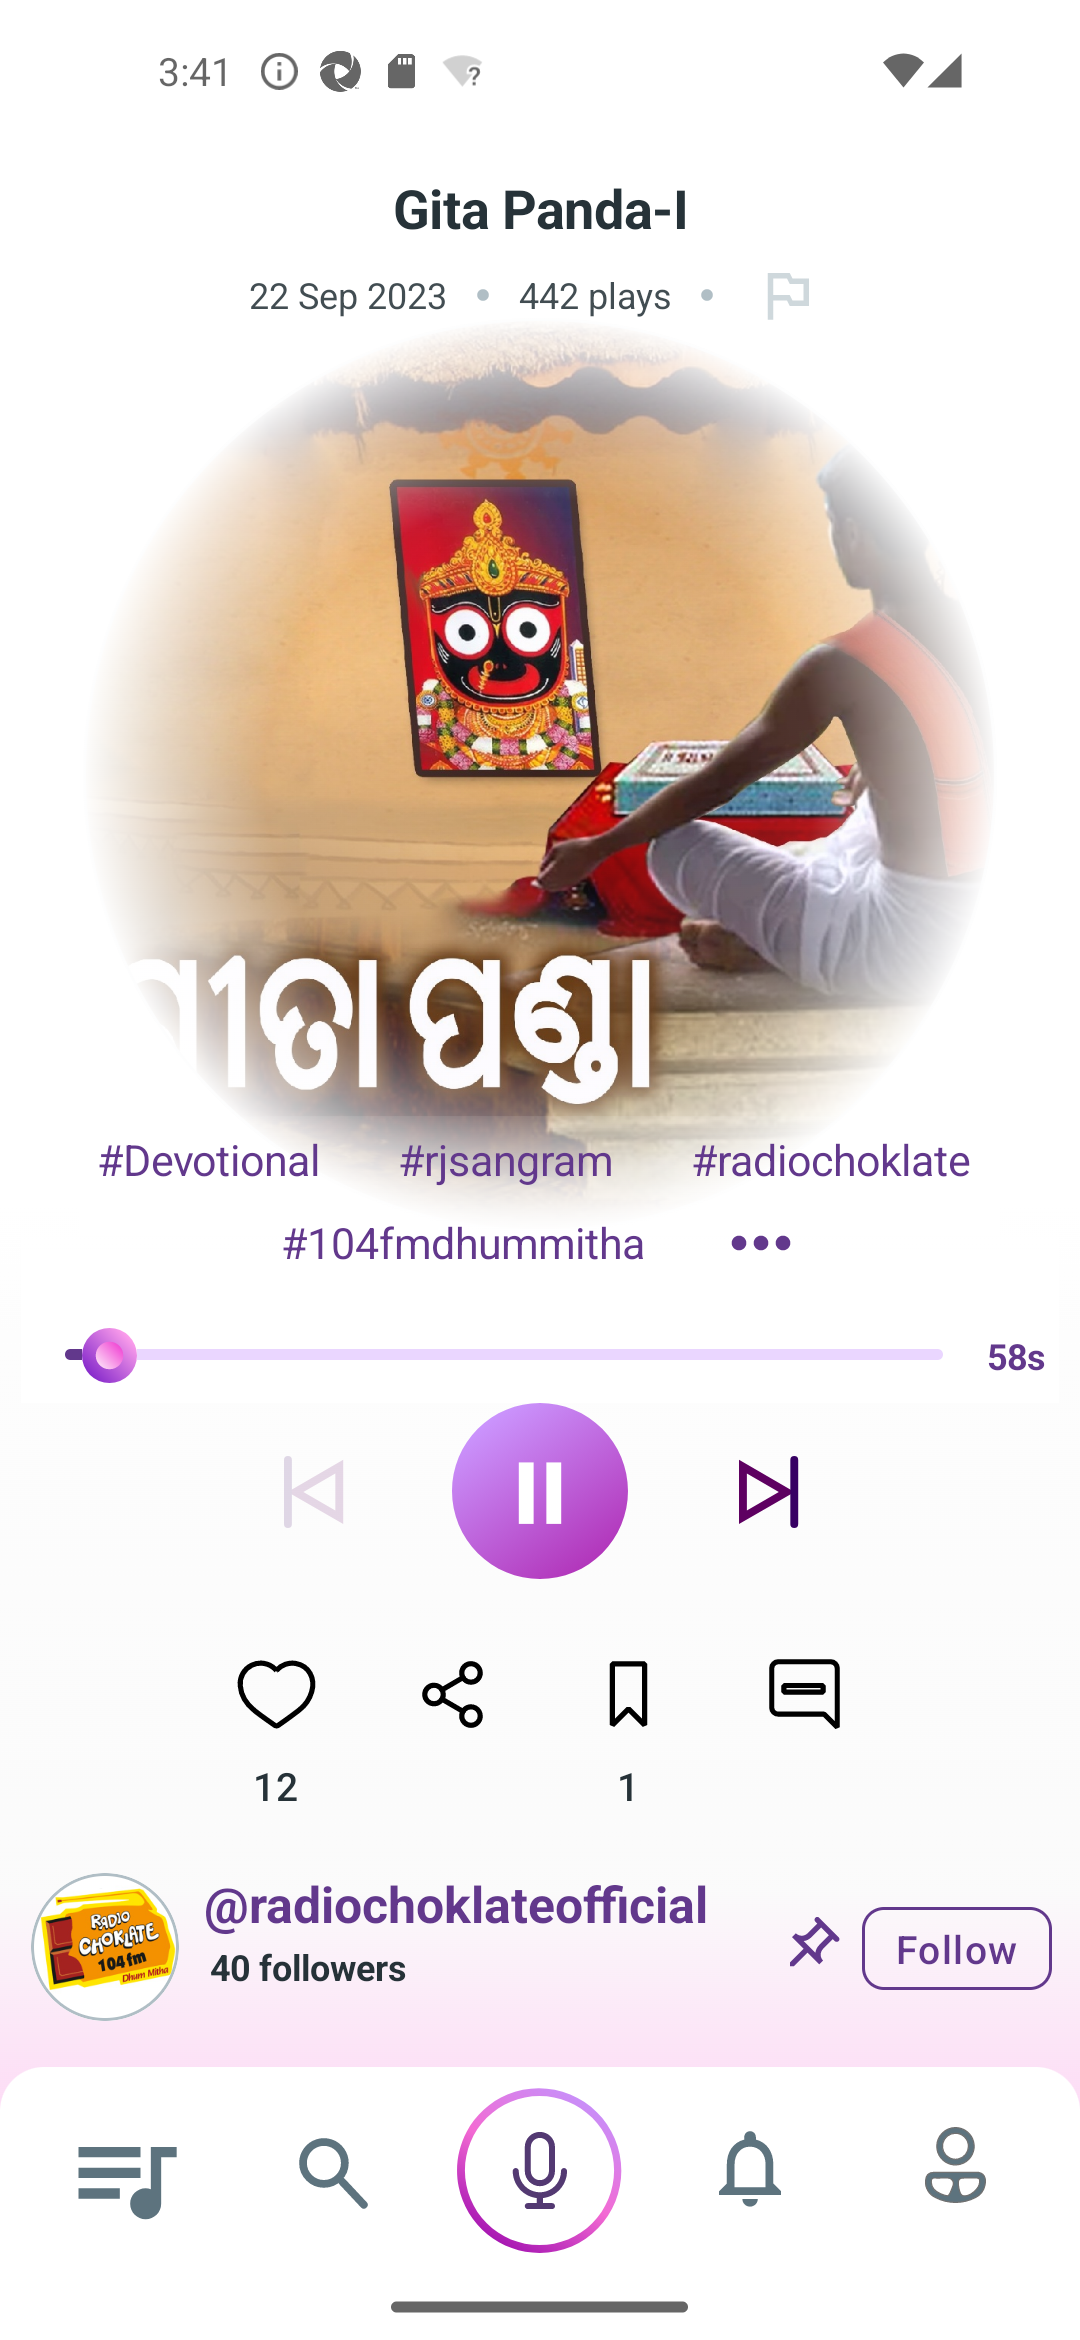 3:41
Gita Panda-I
22 Sep 2023 • 442 plays •
ଗୀତା ପଣ୍ଡା
#Devotional #rjsangram #radiochoklate
#104fmdhummitha •••
58s
12 1
@radiochoklateofficial
40 followers
Follow
RADIO
CHOKLATE
104 fm
Dhum Mitha